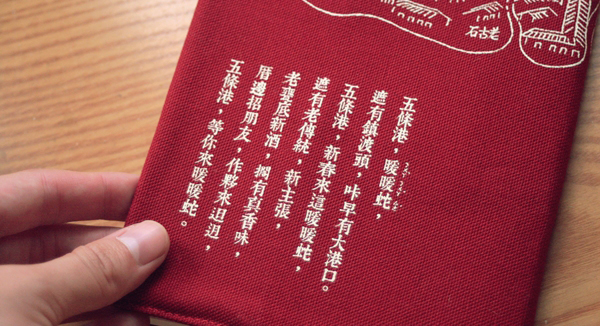 老古石
五條港，暖暖蛇，
遮有鎮渡頭，咔早有大港口。
五條港，新春來這暖暖蛇，
遮有老傳統，新主張，
老甕底新酒，擱有真香味，
厝邊招朋友，作夥來𨑨迌，
五條港，等你來暖暖蛇。